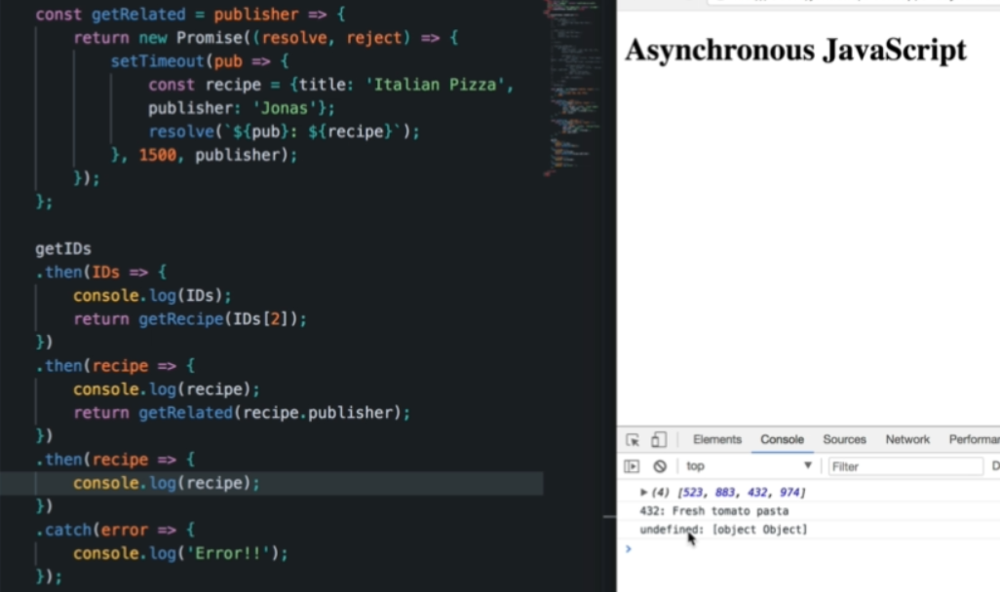 const getRelated = publisher => {
return new Promise((resolve, reject) => {
setTimeout(pub => {
const recipe = {title: 'Italian Pizza',
publisher: 'Jonas'};
resolve(`${pub}: ${recipe}`);
}, 1500, publisher);
});
};
getIDs
.then(IDs => {
console.log(IDs);
return getRecipe(IDs[2]);
})
.then(recipe => {
console.log(recipe);
return getRelated(recipe.publisher);
})
.then(recipe => {
console.log(recipe);
})
.catch(error => {
console.log('Error!!');
});
Asynchronous JavaScript
Elements Console Sources Network Performan
top ▼ Filter D
▶ (4) [523, 883, 432, 974]
432: Fresh tomato pasta
undefined: [object Object]
>